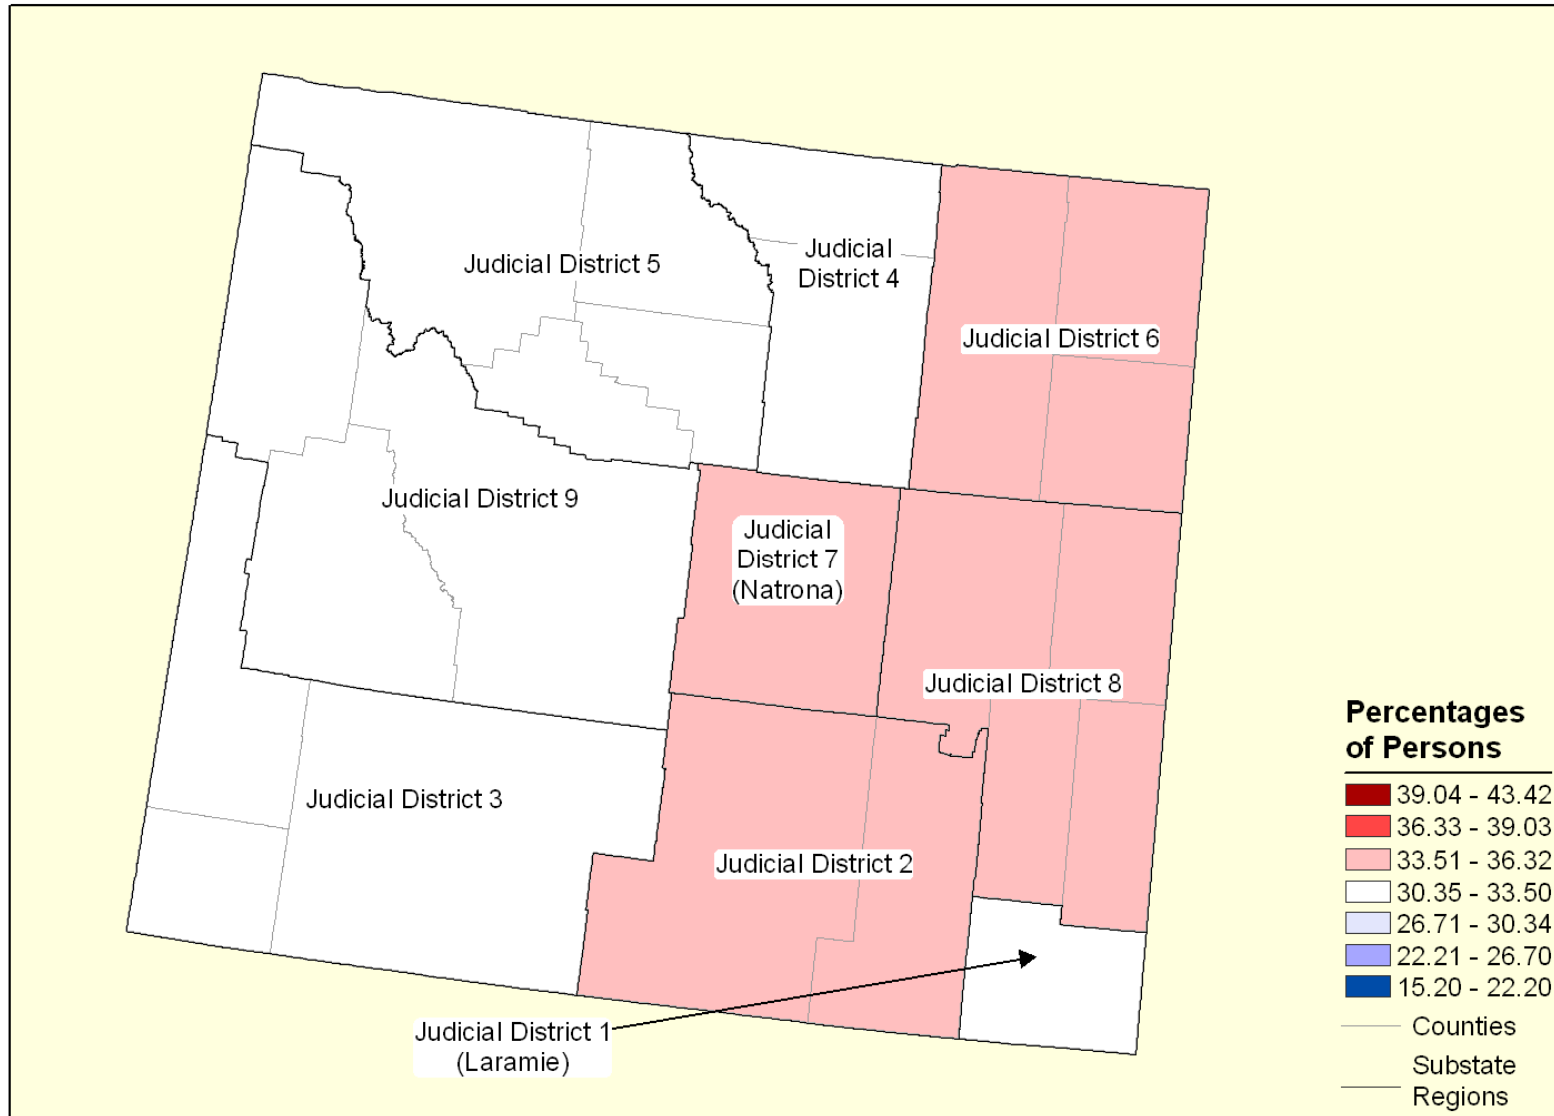 Judicial District 5
Judicial
District 4
Judicial District 6
Judicial District 9
Judicial
District 7
(Natrona)
Judicial District 8
Judicial District 3
Judicial District 2
Judicial District 1
(Laramie)
Percentages
of Persons
39.04 - 43.42
36.33 - 39.03
33.51 - 36.32
30.35 - 33.50
26.71 - 30.34
22.21 - 26.70
15.20 - 22.20
Counties
Substate
Regions